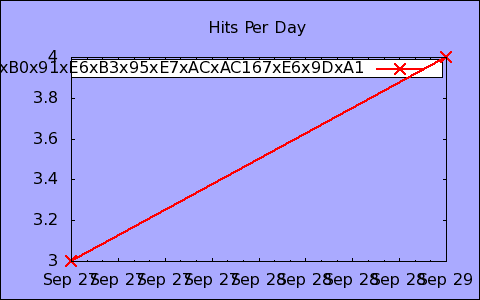 Hits Per Day
xB0x91xE6xB3x95xE7xACxAC167xE6x9DxA1
4
3.8
3.6
3.4
3.2
3
Sep 27 Sep 27 Sep 27 Sep 27 Sep 28 Sep 28 Sep 28 Sep 28 Sep 29